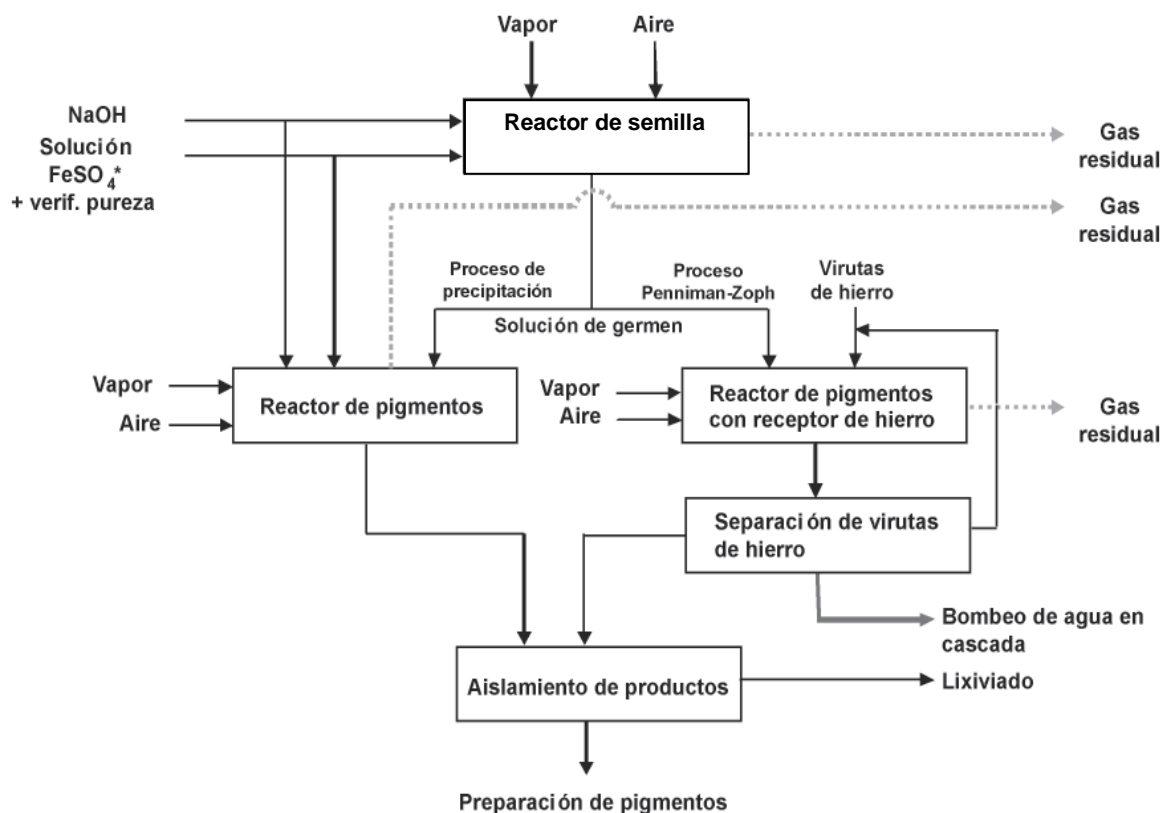 Vapor
Aire
NaOH
Solución
FeSO4*
+ verif. pureza
Reactor de semilla
Gas
residual
Gas
residual
Proceso de
precipitación
Proceso
Penniman-Zoph
Virutas
de hierro
Solución de germen
Vapor
Aire
Reactor de pigmentos
Vapor
Aire
Reactor de pigmentos
con receptor de hierro
Gas
residual
Separación de virutas
de hierro
Bombeo de agua en
cascada
Aislamiento de productos
Lixiviado
Preparación de pigmentos